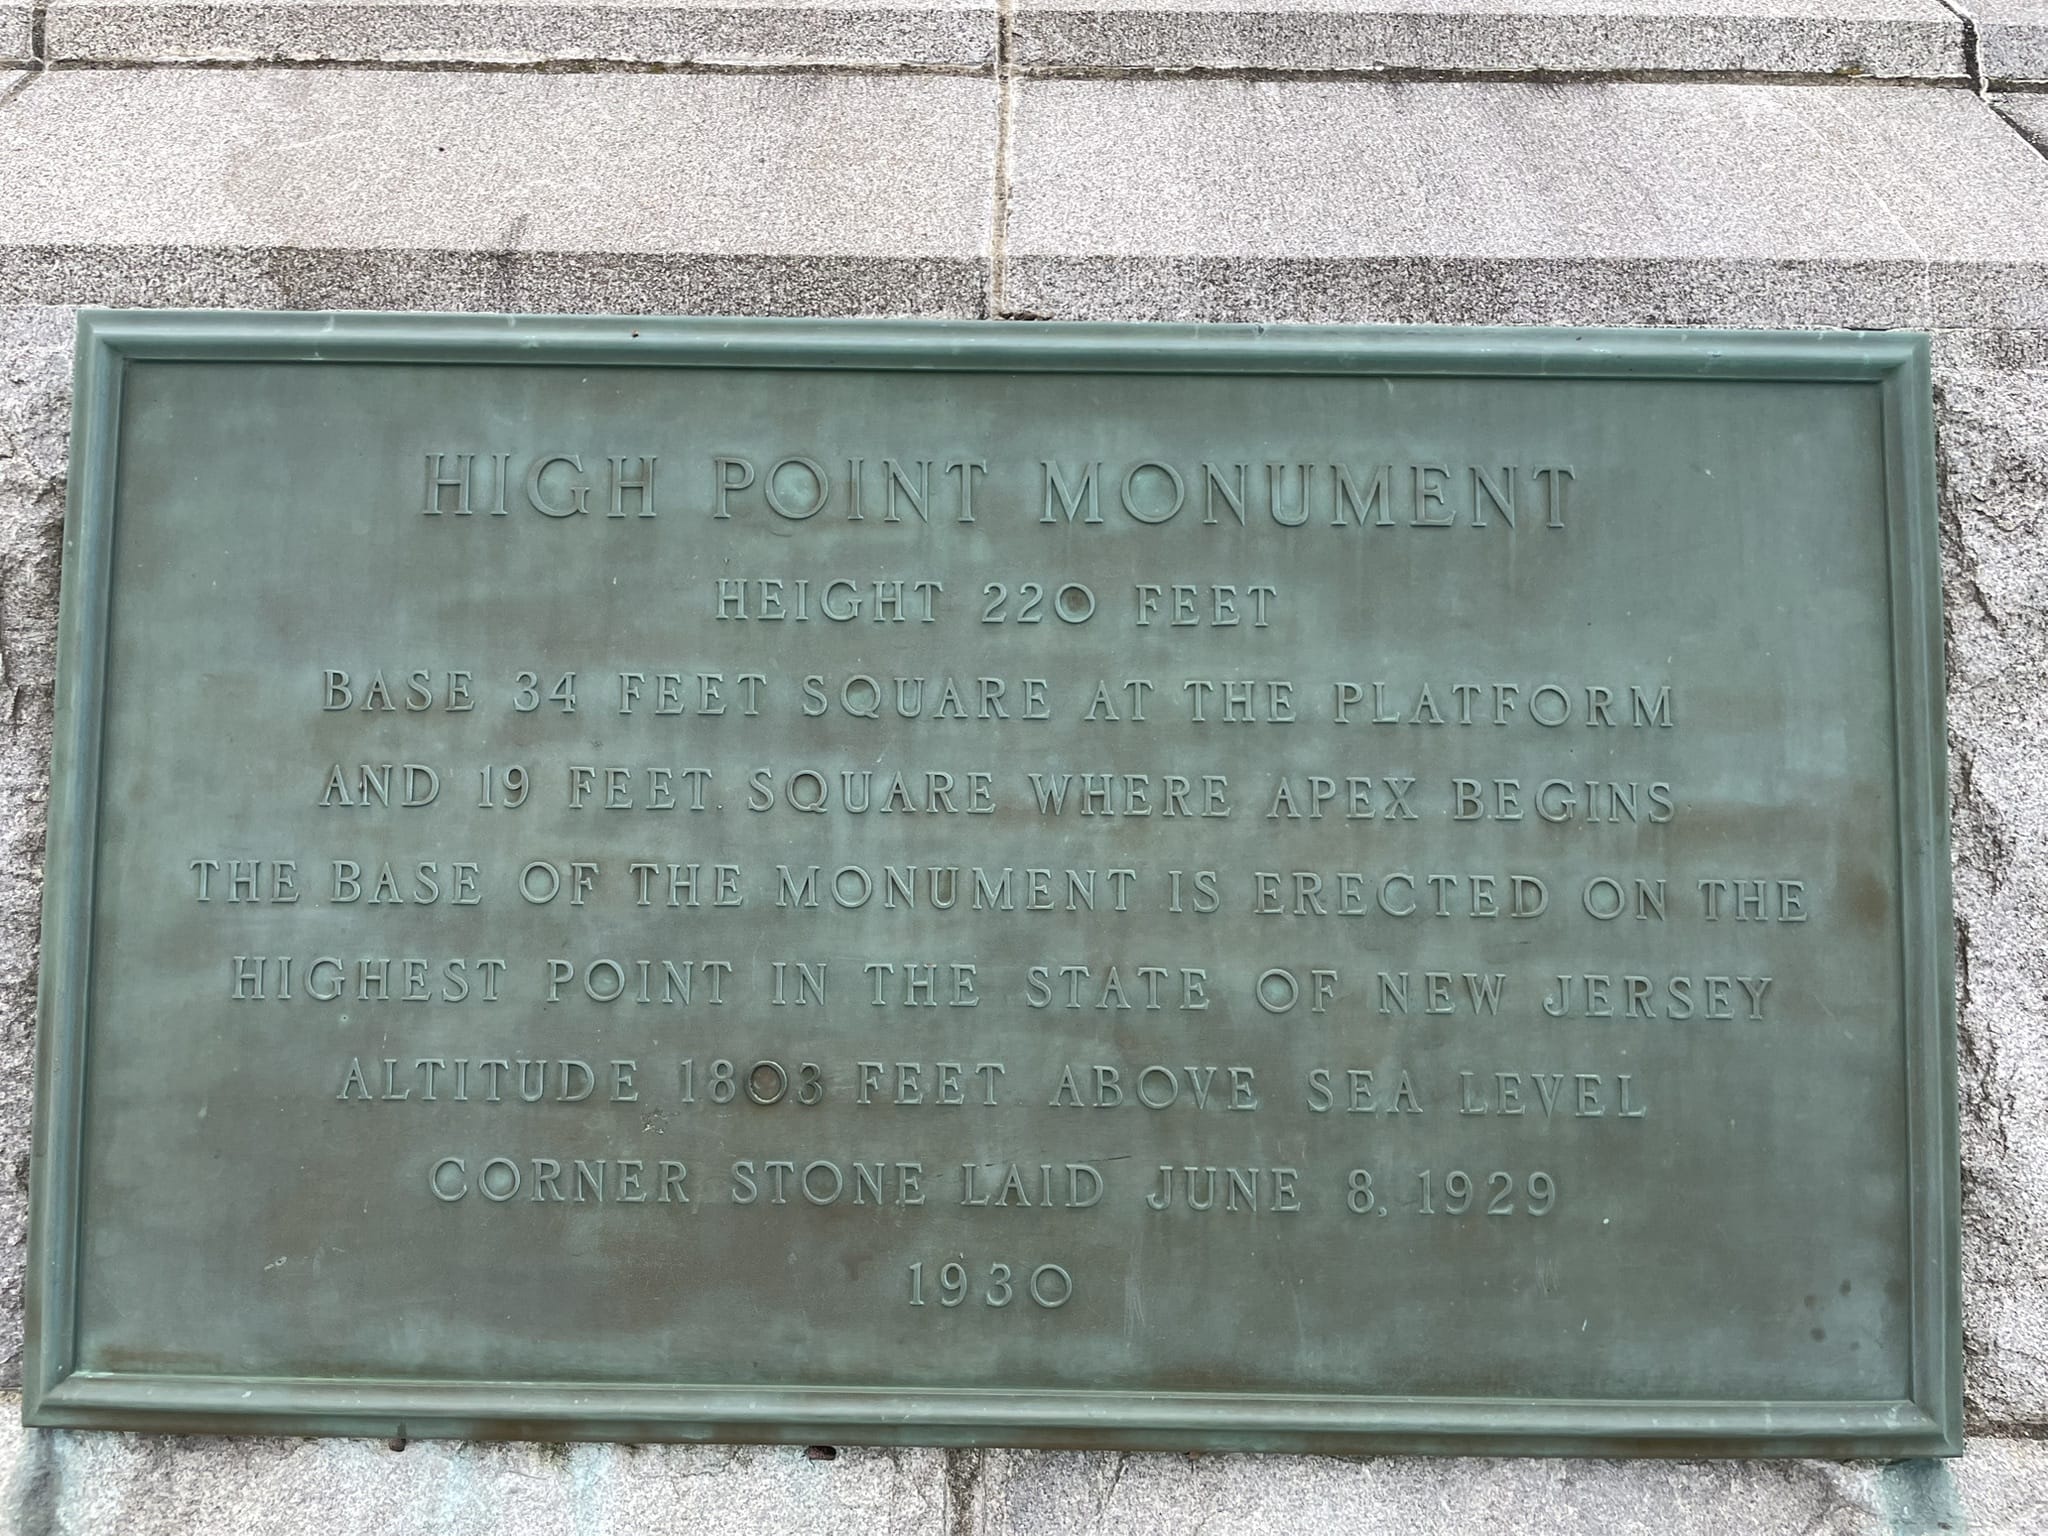 HIGH POINT MONUMENT
HEIGHT 220 FEET
BASE 34 FEET SQUARE AT THE PLATFORM
AND 19 FEET SQUARE WHERE APEX BEGINS
THE BASE OF THE MONUMENT IS ERECTED ON THE
HIGHEST POINT IN THE STATE OF NEW JERSEY
ALTITUDE 1803 FEET ABOVE SEA LEVEL
CORNER STONE LAID JUNE 8, 1929
1930